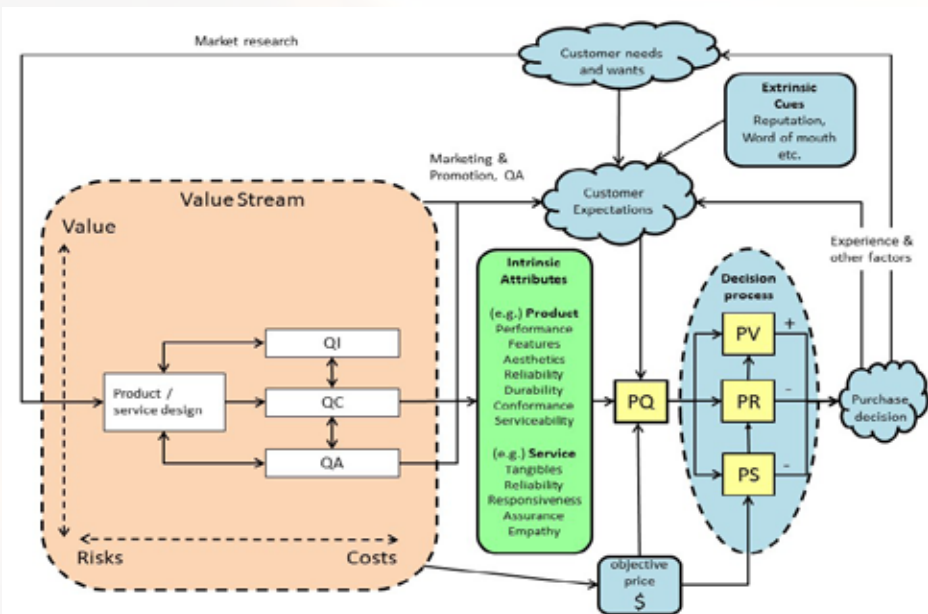 Market research
Customer needs
and wants
Extrinsic
Cues
Reputation,
Word of mouth
etc.
Marketing &
Promotion, QA
Customer
Expectations
Value Stream
Value
Experience &
other factors
Intrinsic
Attributes
(e.g.) Product
Performance
Features
Aesthetics
Reliability
Durability
Conformance
Serviceability
(e.g.) Service
Tangibles
Reliability
Responsiveness
Assurance
Empathy
Decision
process
PV
+
PR
-
PS
-
PQ
Purchase
decision
QI
Product /
service design
QC
QA
Risks
Costs
objective
price
$